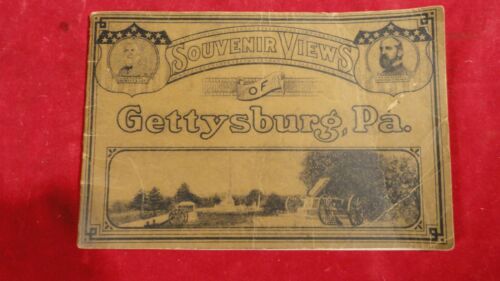 SOUVENIR VIEWS
OF
Gettysburg, Pa.